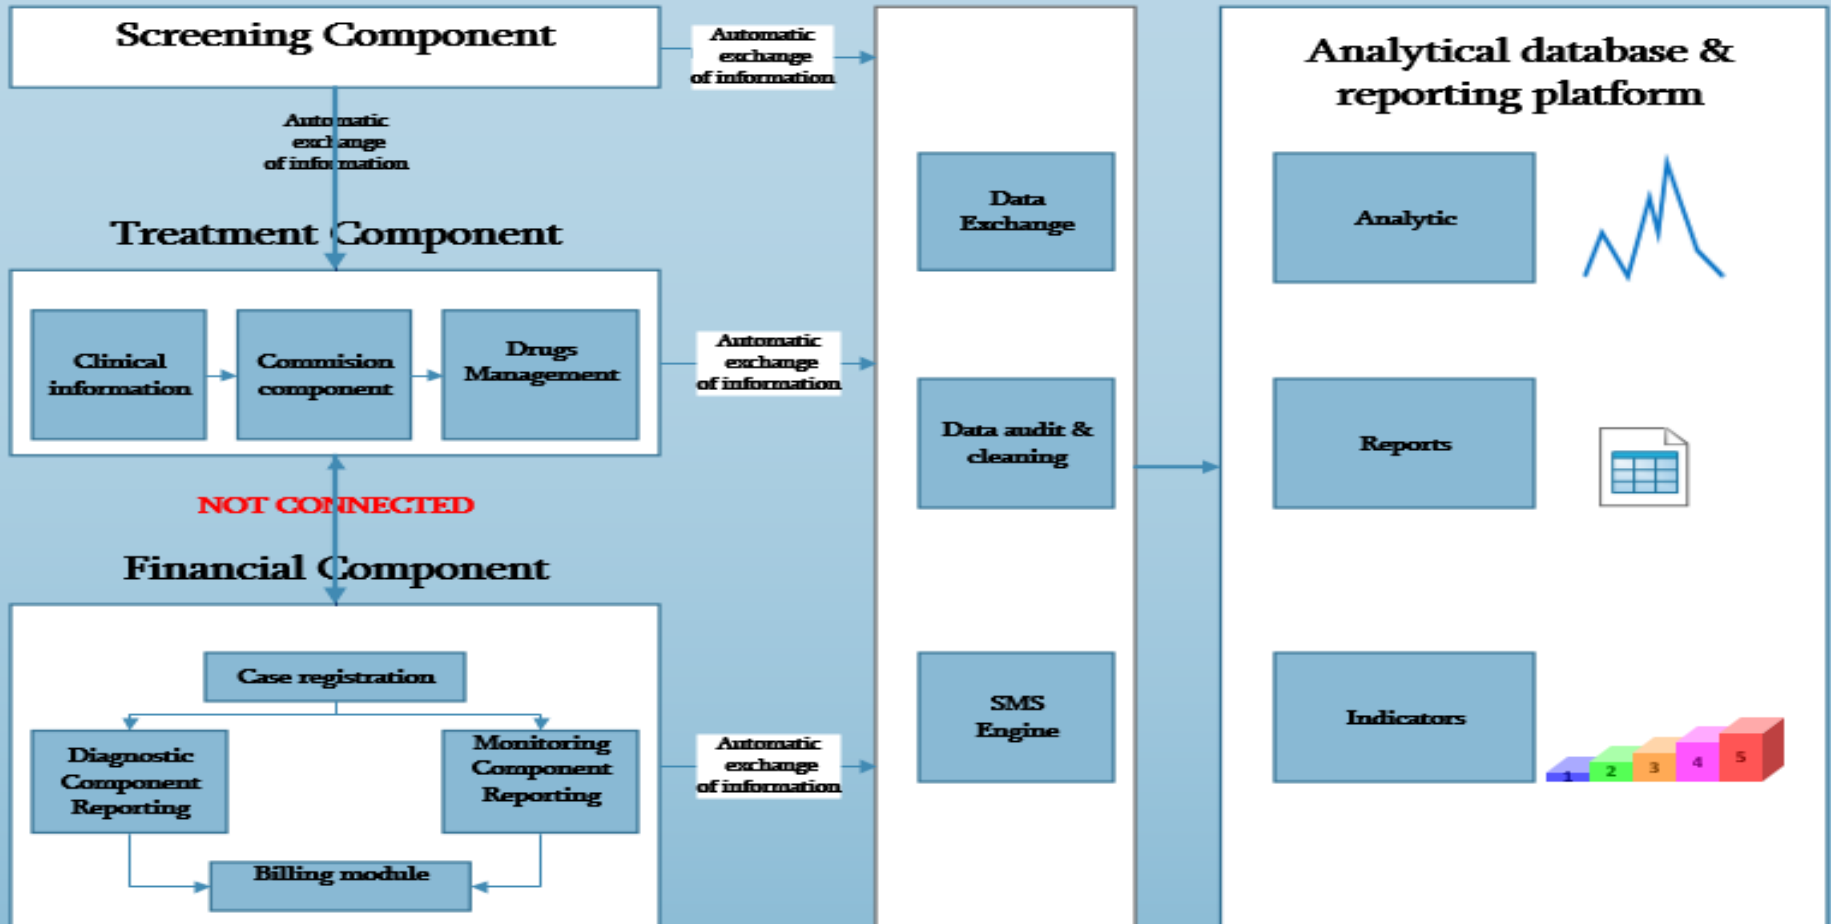 Screening Component
Automatic
exchange
of information
Automatic
exchange
of information
Treatment Component
Clinical
information
Commision
component
Drugs
Management
Automatic
exchange
of information
NOT CONNECTED
Financial Component
Case registration
Diagnostic
Component
Reporting
Monitoring
Component
Reporting
Billing module
Automatic
exchange
of information
Data
Exchange
Data audit &
cleaning
SMS
Engine
Analytical database &
reporting platform
Analytic
Reports
Indicators
1 2 3 4 5